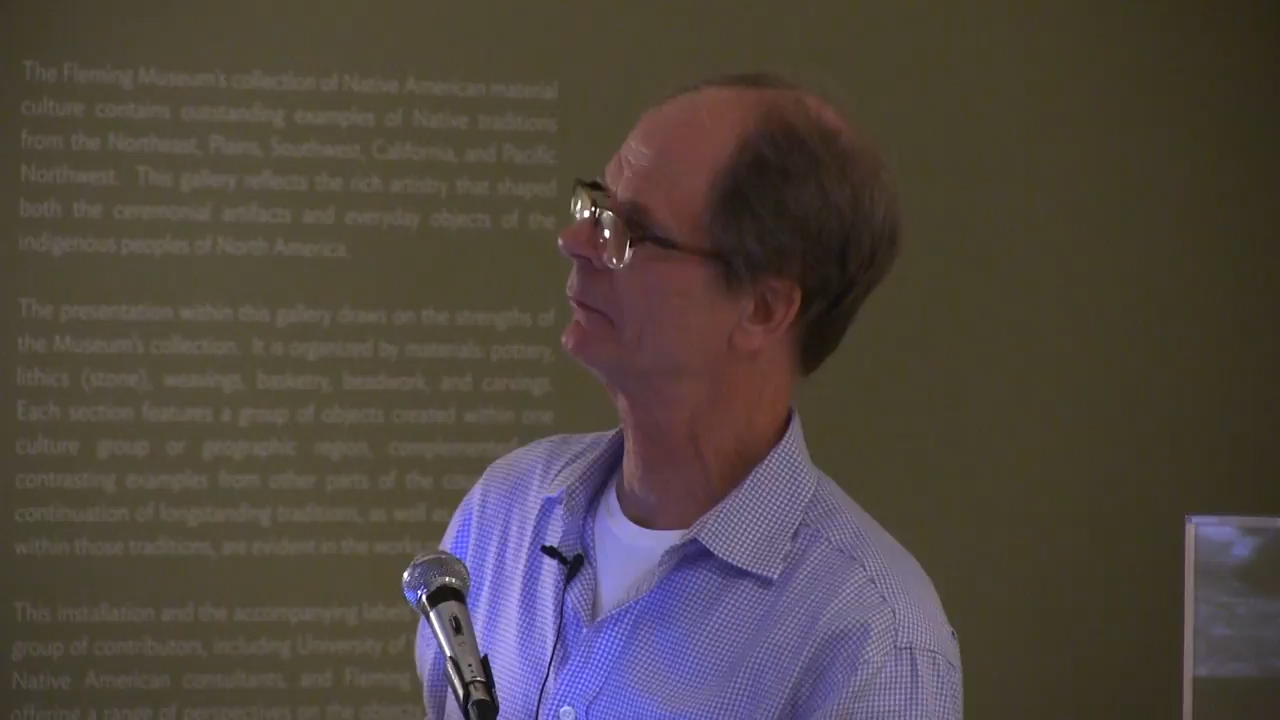 The Fleming Museum's collection of Native American material
culture contains outstanding examples of Native traditions
from the Northeast, Plains, Southwest, California, and Pacific
Northwest. This gallery reflects the rich artistry that shaped
both the ceremonial artifacts and everyday objects of the
indigenous peoples of North America.
The presentation within this gallery draws on the strengths of
the Museum's collection. It is organized by materials: pottery,
lithics (stone), weavings, basketry, beadwork, and carvings.
Each section features a group of objects created within one
culture group or geographic region, complemented
contrasting examples from other parts of the
continuation of longstanding traditions, as well
within those traditions, are evident in the
This installation and the accompanying
group of contributors, including University of
Native American consultants, and Fleming
offering a range of perspectives on the